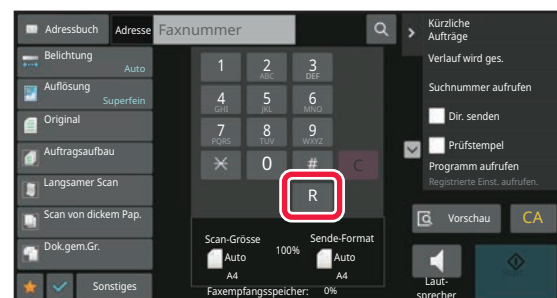 Adressbuch
Adresse
Faxnummer
Kürzliche
Aufträge
Belichtung
Auto
Auflösung
Superfein
Original
Auftragsaufbau
Langsamer Scan
Scan von dickem Pap.
Dok.gem.Gr.
Sonstiges
1
2
ABC
3
DEF
4
GHI
5
JKL
6
MNO
7
PQRS
8
TUV
9
WXYZ
0
#
C
R
Scan-Grösse
100%
Sende-Format
Auto
Auto
A4
A4
Faxempfangsspeicher: 0%
Verlauf wird ges.
Suchnummer aufrufen
Dir. senden
Prüfstempel
Programm aufrufen
Registrierte Einst. aufrufen.
Vorschau
CA
Laut-
sprecher